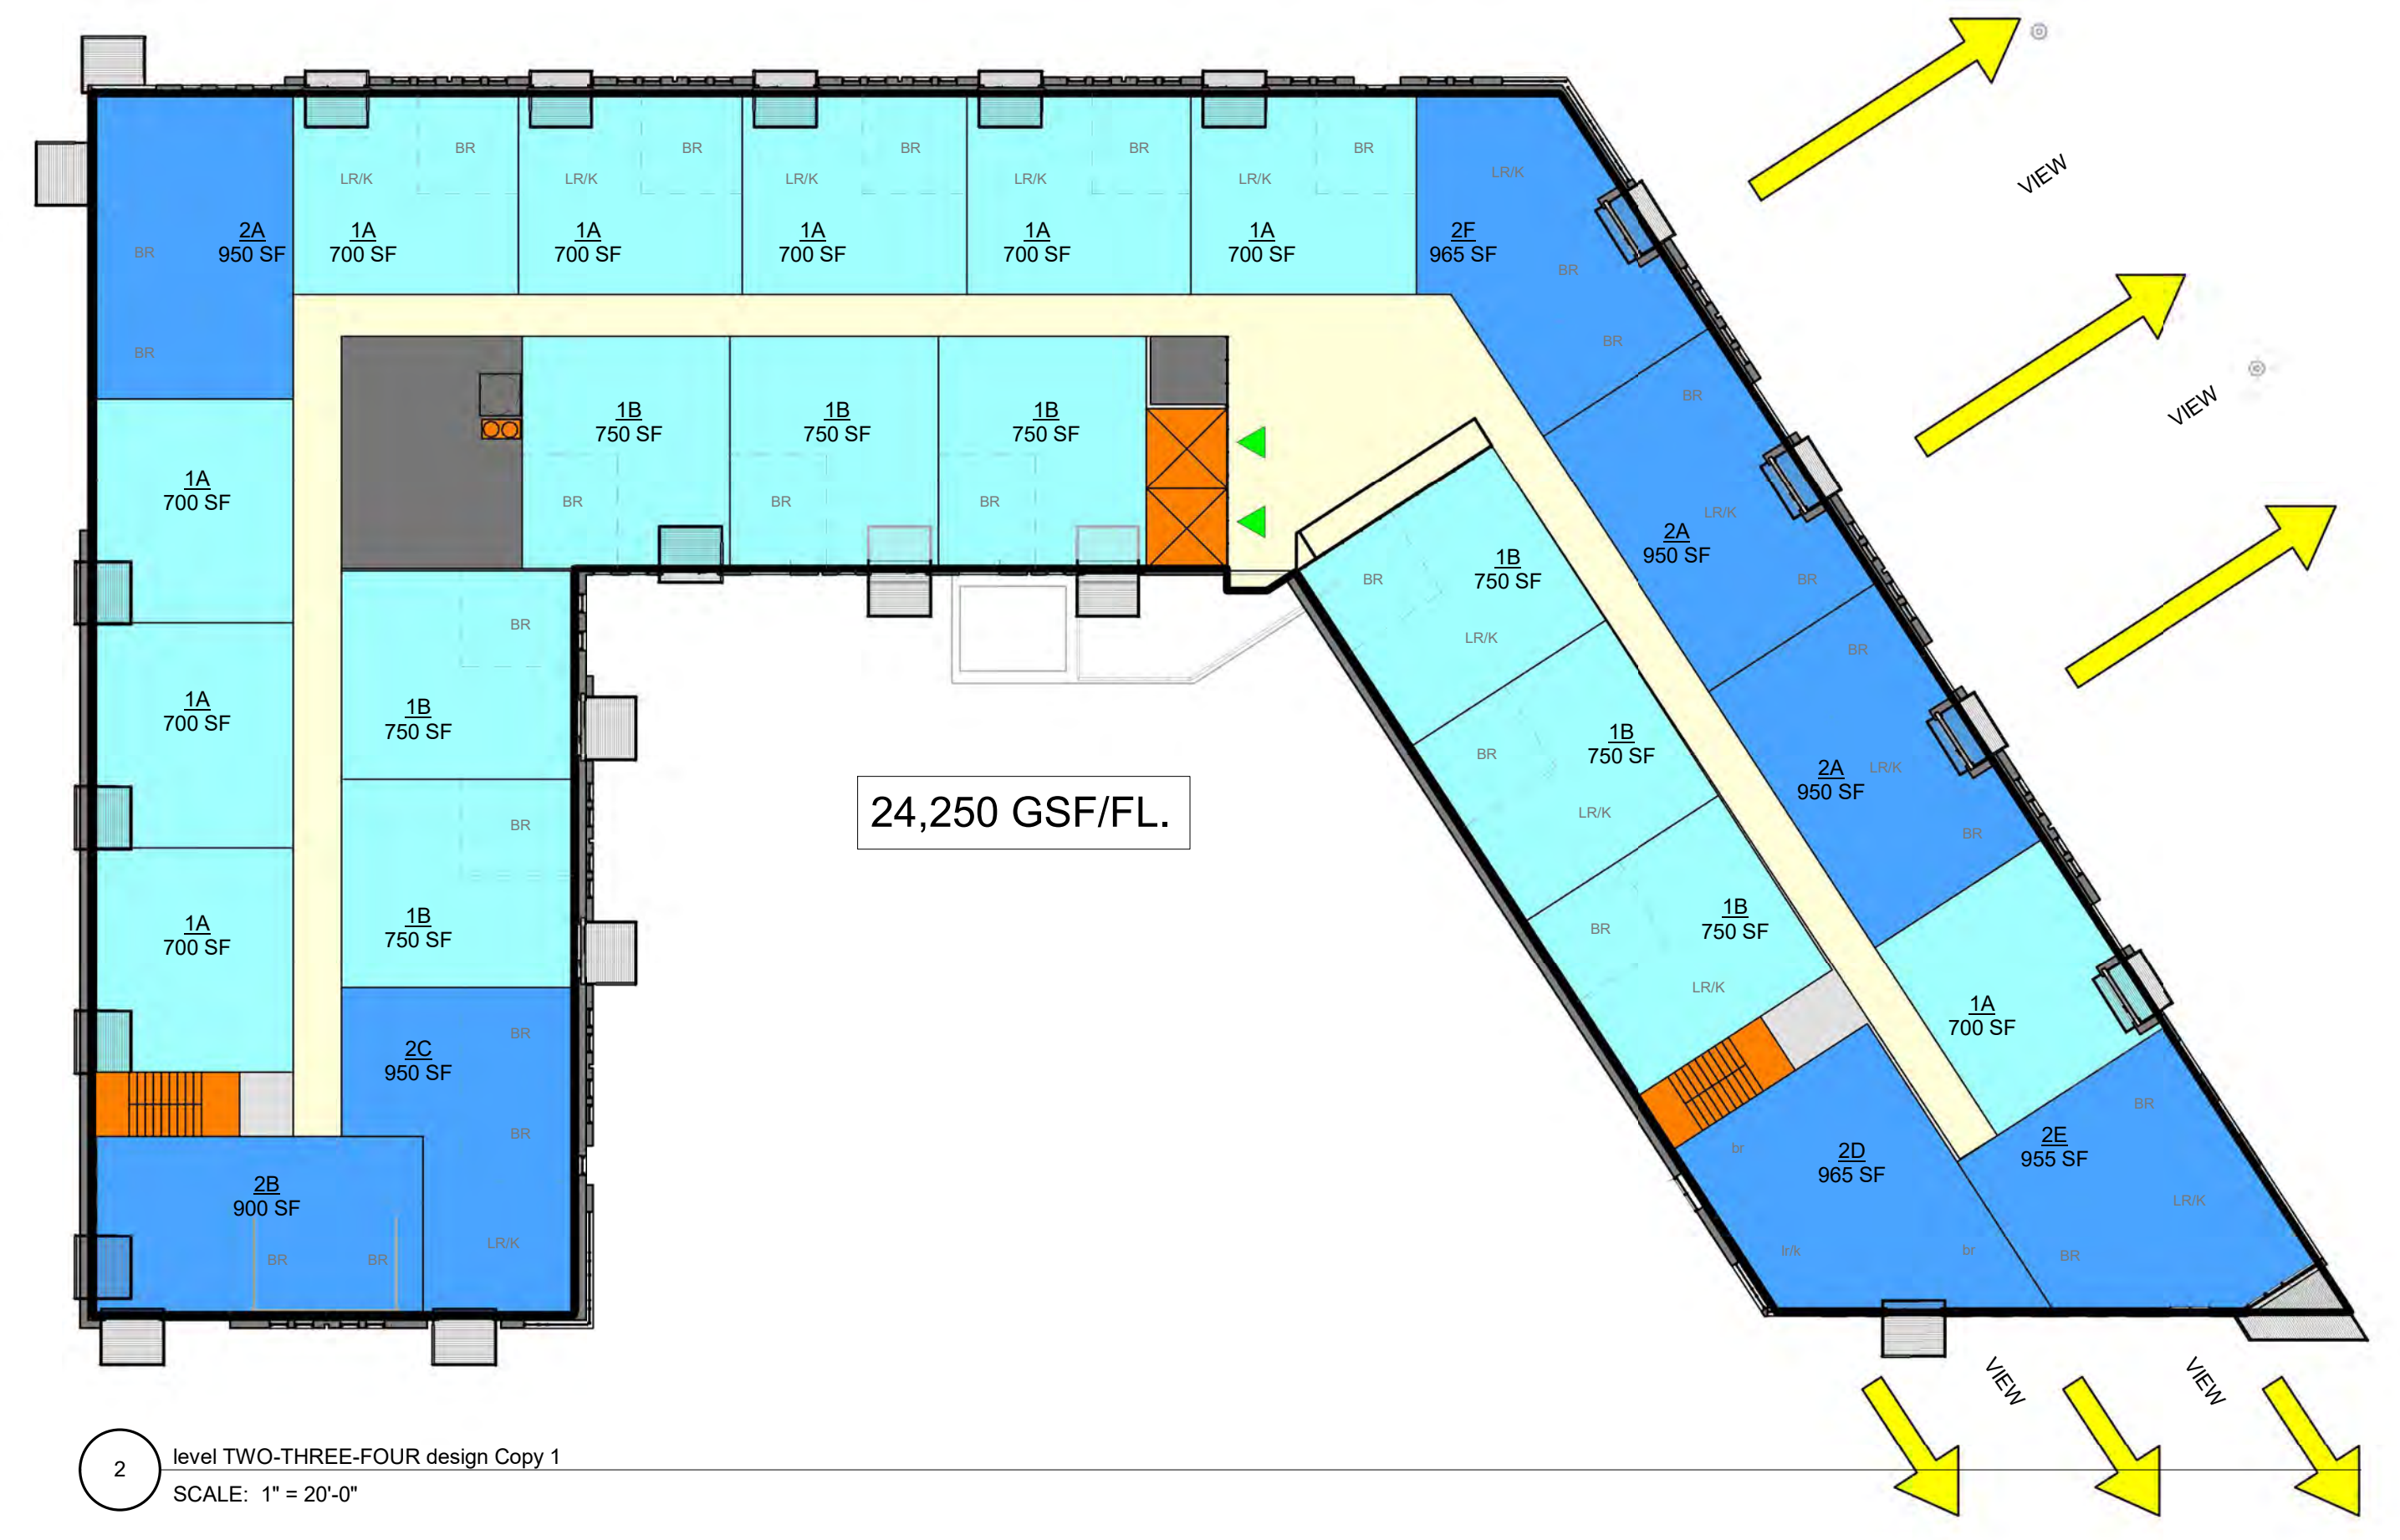 VIEW
VIEW
BR
LR/K
2A
950 SF
BR
BR
LR/K
1A
700 SF
BR
LR/K
1A
700 SF
BR
LR/K
1A
700 SF
BR
LR/K
1A
700 SF
BR
LR/K
1A
700 SF
LR/K
2F
965 SF
BR
BR
1B
750 SF
BR
1B
750 SF
BR
1B
750 SF
BR
BR
2A
950 SF
LR/K
BR
1A
700 SF
BR
1B
750 SF
LR/K
BR
1B
750 SF
1A
700 SF
BR
1B
750 SF
LR/K
BR
2A
950 SF
LR/K
BR
24,250 GSF/FL.
BR
1B
750 SF
1A
700 SF
BR
1B
750 SF
LR/K
1A
700 SF
2C
950 SF
BR
BR
LR/K
2B
900 SF
BR
BR
br
2D
965 SF
lr/k
br
BR
2E
955 SF
LR/K
BR
VIEW
VIEW
2
level TWO-THREE-FOUR design Copy 1
SCALE: 1" = 20'-0"